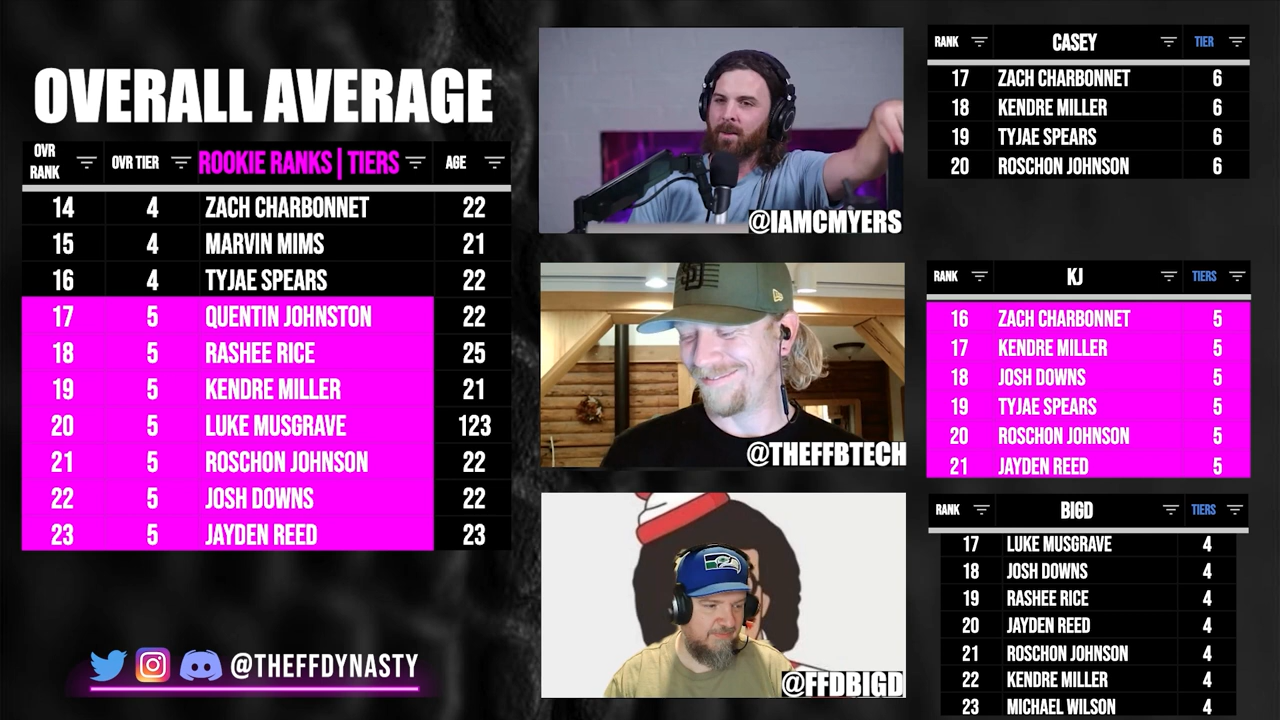 OVERALL AVERAGE
OVR RANK OVR TIER ROOKIE RANKS | TIERS AGE
14 4 ZACH CHARBONNET 22
15 4 MARVIN MIMS 21
16 4 TYJAE SPEARS 22
17 5 QUENTIN JOHNSTON 22
18 5 RASHEE RICE 25
19 5 KENDRE MILLER 21
20 5 LUKE MUSGRAVE 123
21 5 ROSCHON JOHNSON 22
22 5 JOSH DOWNS 22
23 5 JAYDEN REED 23
@THEFFDYNASTY
@IAMCMYERS
@THEFFBTECH
@FFDBIGD
RANK CASEY TIER
17 ZACH CHARBONNET 6
18 KENDRE MILLER 6
19 TYJAE SPEARS 6
20 ROSCHON JOHNSON 6
RANK KJ TIERS
16 ZACH CHARBONNET 5
17 KENDRE MILLER 5
18 JOSH DOWNS 5
19 TYJAE SPEARS 5
20 ROSCHON JOHNSON 5
21 JAYDEN REED 5
RANK BIGD TIERS
17 LUKE MUSGRAVE 4
18 JOSH DOWNS 4
19 RASHEE RICE 4
20 JAYDEN REED 4
21 ROSCHON JOHNSON 4
22 KENDRE MILLER 4
23 MICHAEL WILSON 4